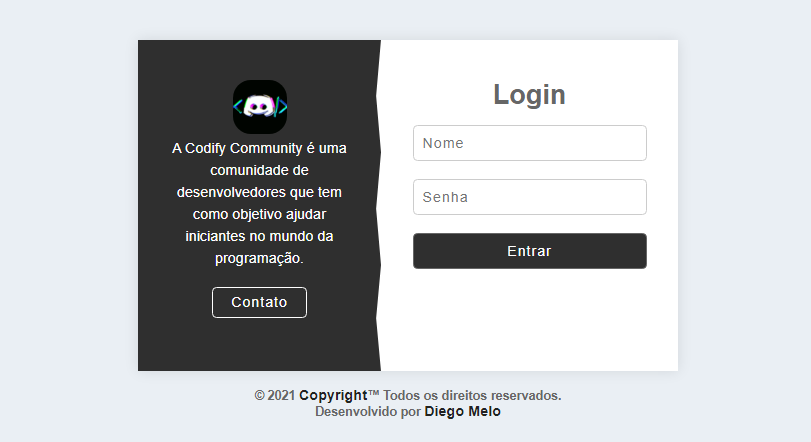 A Codify Community é uma
comunidade de
desenvolvedores que tem
como objetivo ajudar
iniciantes no mundo da
programação.
Contato
Login
Nome
Senha
Entrar
© 2021 Copyright™ Todos os direitos reservados.
Desenvolvido por Diego Melo